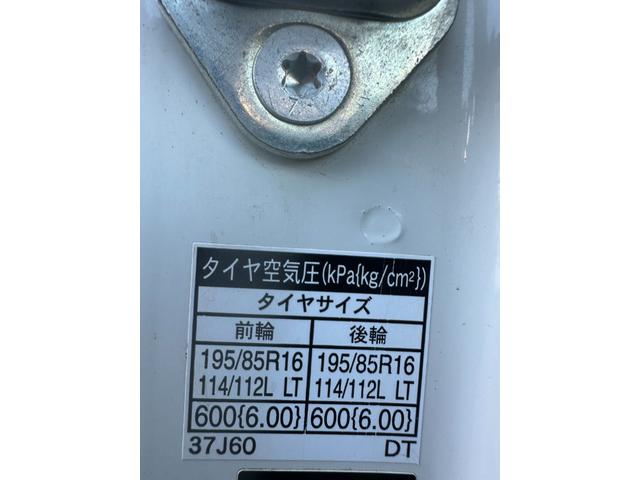 タイヤ空気圧(kPa{kg/cm²})
タイヤサイズ
前輪 後輪
195/85R16 195/85R16
114/112L LT 114/112L LT
600{6.00} 600{6.00}
37J60 DT